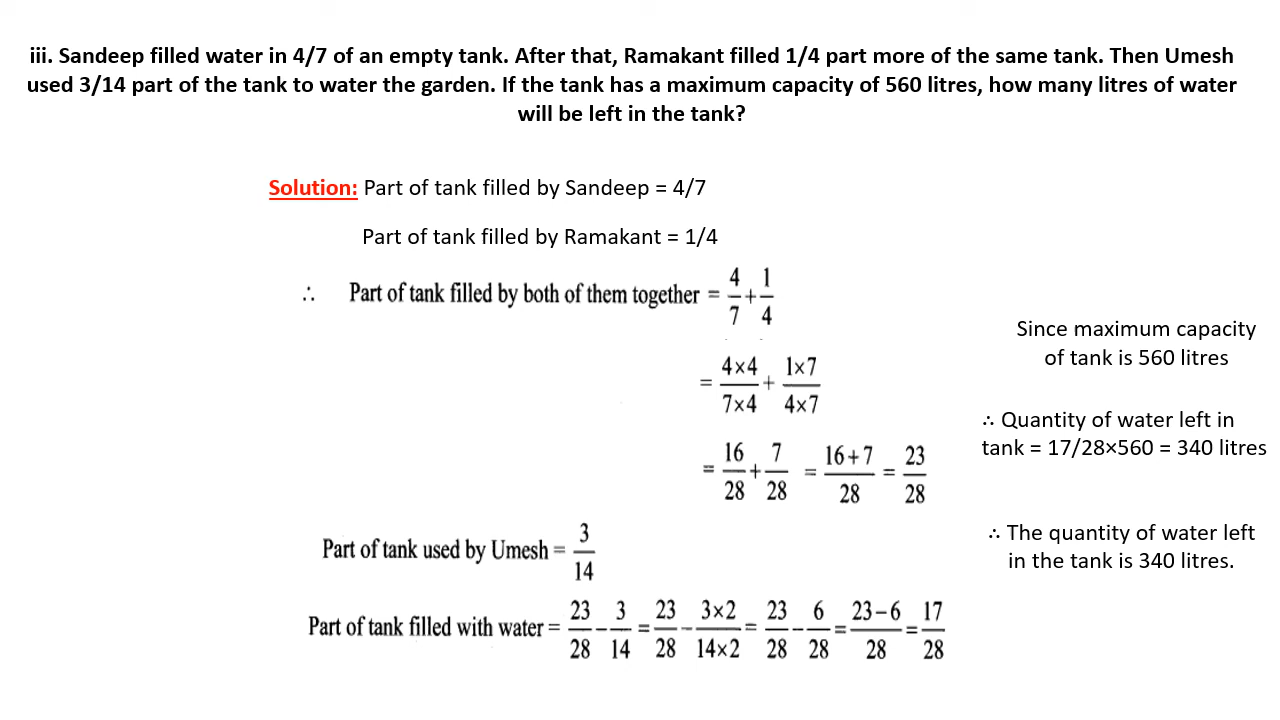 iii. Sandeep filled water in 4/7 of an empty tank. After that, Ramakant filled 1/4 part more of the same tank. Then Umesh
used 3/14 part of the tank to water the garden. If the tank has a maximum capacity of 560 litres, how many litres of water
will be left in the tank?
Solution: Part of tank filled by Sandeep = 4/7
Part of tank filled by Ramakant = 1/4
∴ Part of tank filled by both of them together = 4/7 + 1/4
= 4×4/7×4 + 1×7/4×7
= 16/28 + 7/28 = 16+7/28 = 23/28
Part of tank used by Umesh = 3/14
Part of tank filled with water = 23/28 − 3/14 = 23/28 − 3×2/14×2 = 23/28 − 6/28 = 23−6/28 = 17/28
Since maximum capacity
of tank is 560 litres
∴ Quantity of water left in
tank = 17/28×560 = 340 litres
∴ The quantity of water left
in the tank is 340 litres.